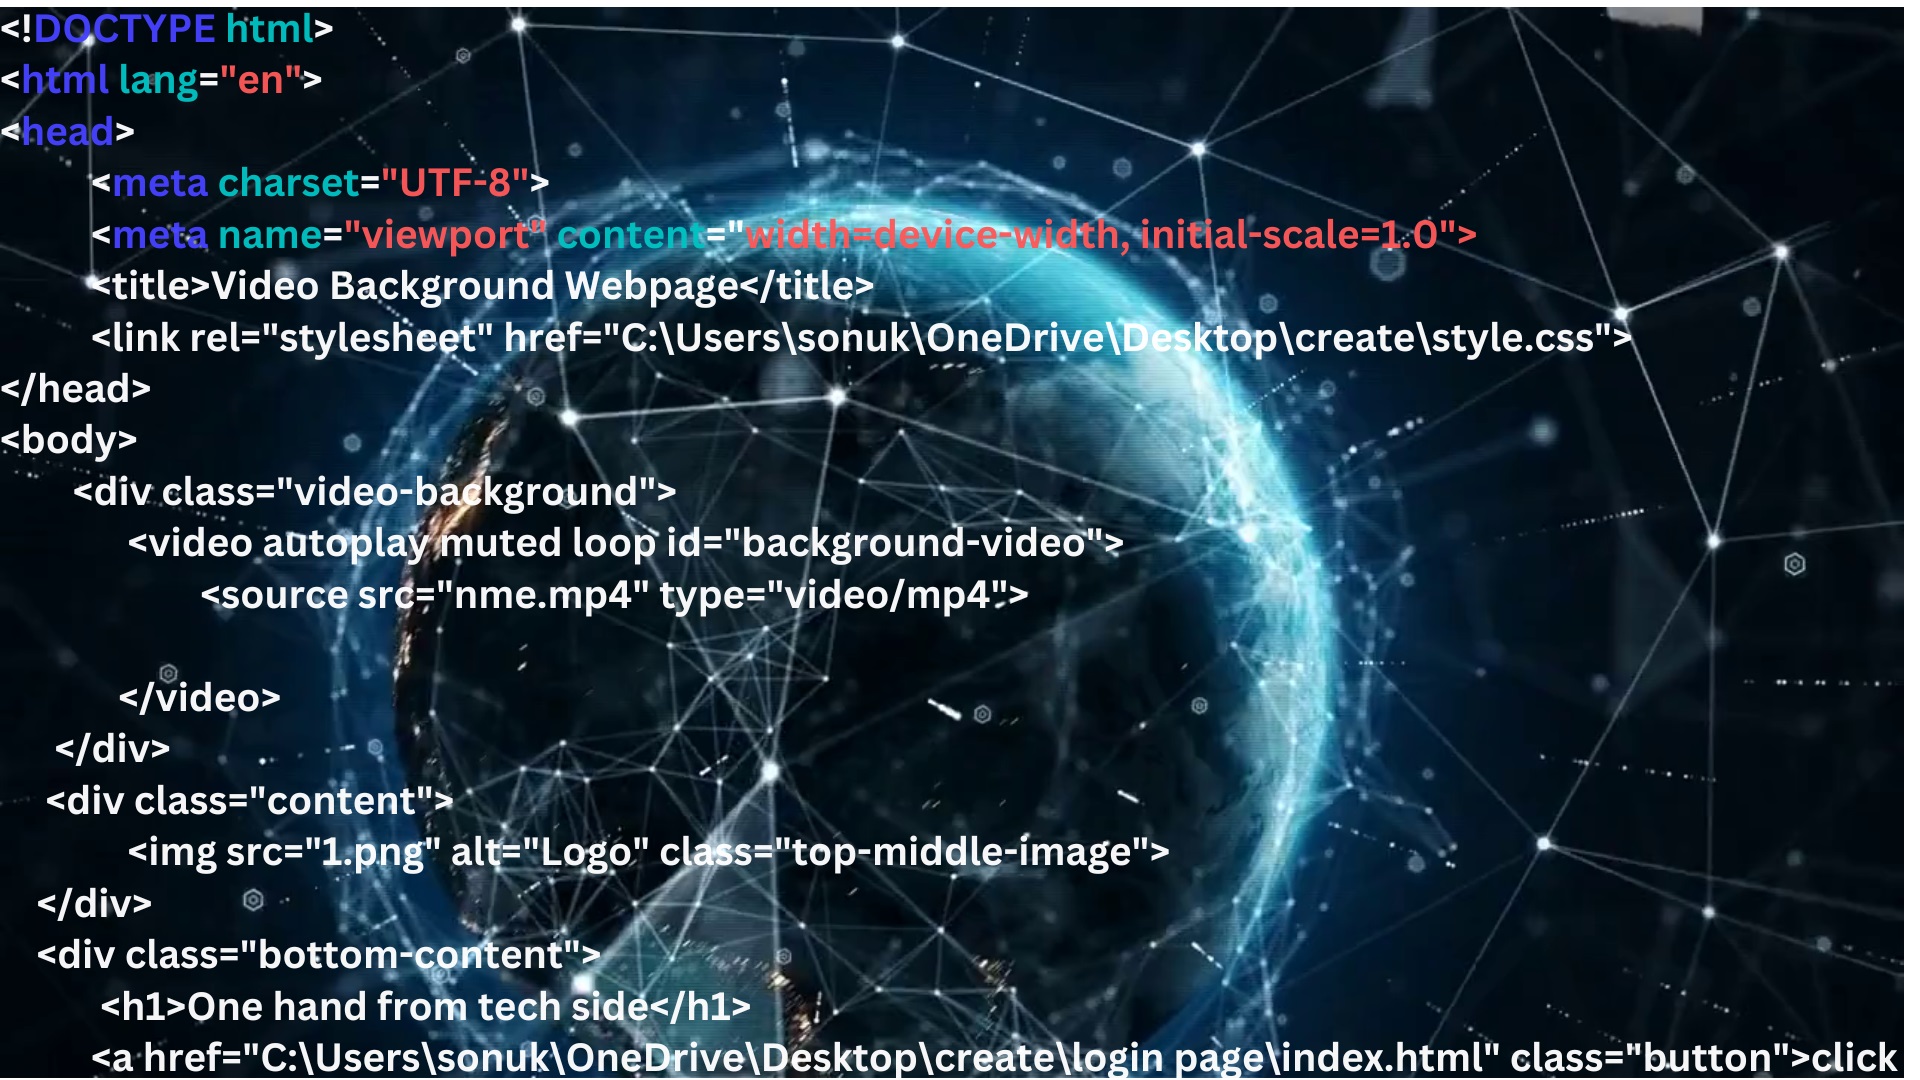 <!DOCTYPE html>
<html lang="en">
<head>
<meta charset="UTF-8">
<meta name="viewport" content="width=device-width, initial-scale=1.0">
<title>Video Background Webpage</title>
<link rel="stylesheet" href="C:\Users\sonuk\OneDrive\Desktop\create\style.css">
</head>
<body>
<div class="video-background">
<video autoplay muted loop id="background-video">
<source src="nme.mp4" type="video/mp4">
</video>
</div>
<div class="content">
<img src="1.png" alt="Logo" class="top-middle-image">
</div>
<div class="bottom-content">
<h1>One hand from tech side</h1>
<a href="C:\Users\sonuk\OneDrive\Desktop\create\login page\index.html" class="button">click